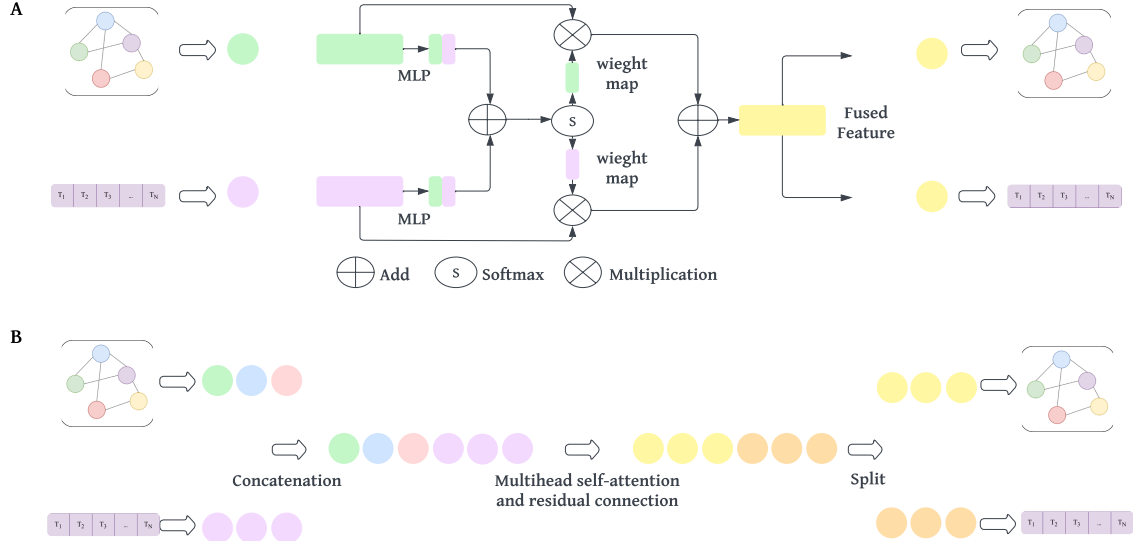 A
MLP
wieght
map
S
T1 T2 T3 ... TN
wieght
map
MLP
Fused
Feature
T1 T2 T3 ... TN
Add
S Softmax
Multiplication
B
Concatenation
Multihead self-attention
and residual connection
Split
T1 T2 T3 ... TN
T1 T2 T3 ... TN